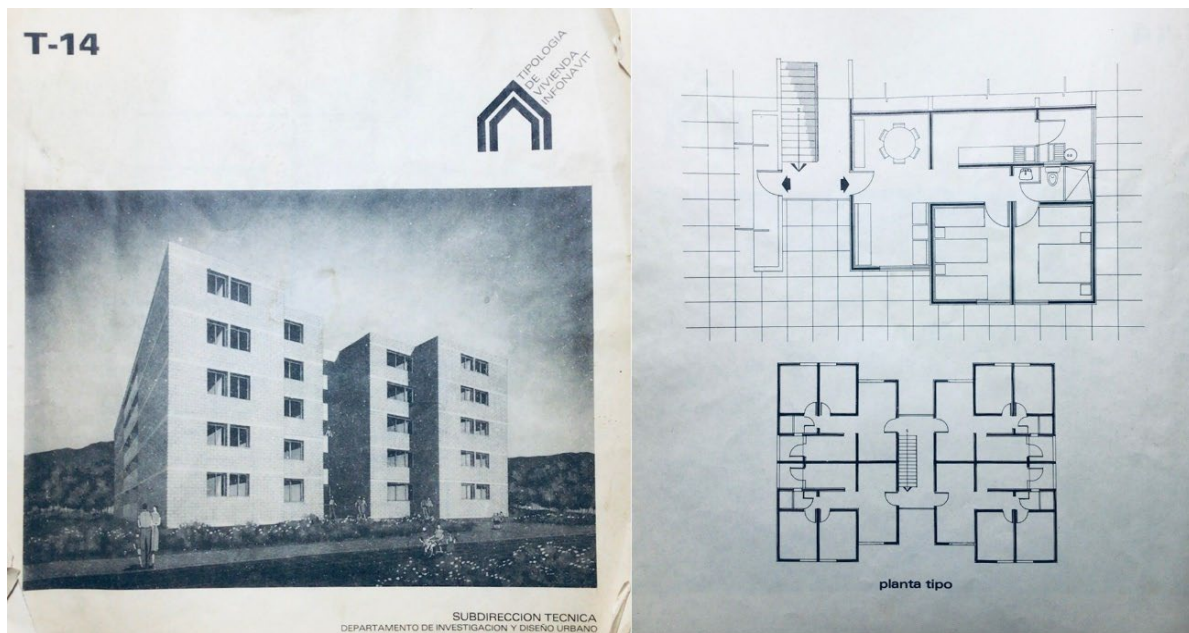 T-14
TIPOLOGIA
DE
VIVIENDA
INFONAVIT
SUBDIRECCION TECNICA
DEPARTAMENTO DE INVESTIGACION Y DISEÑO URBANO
planta tipo